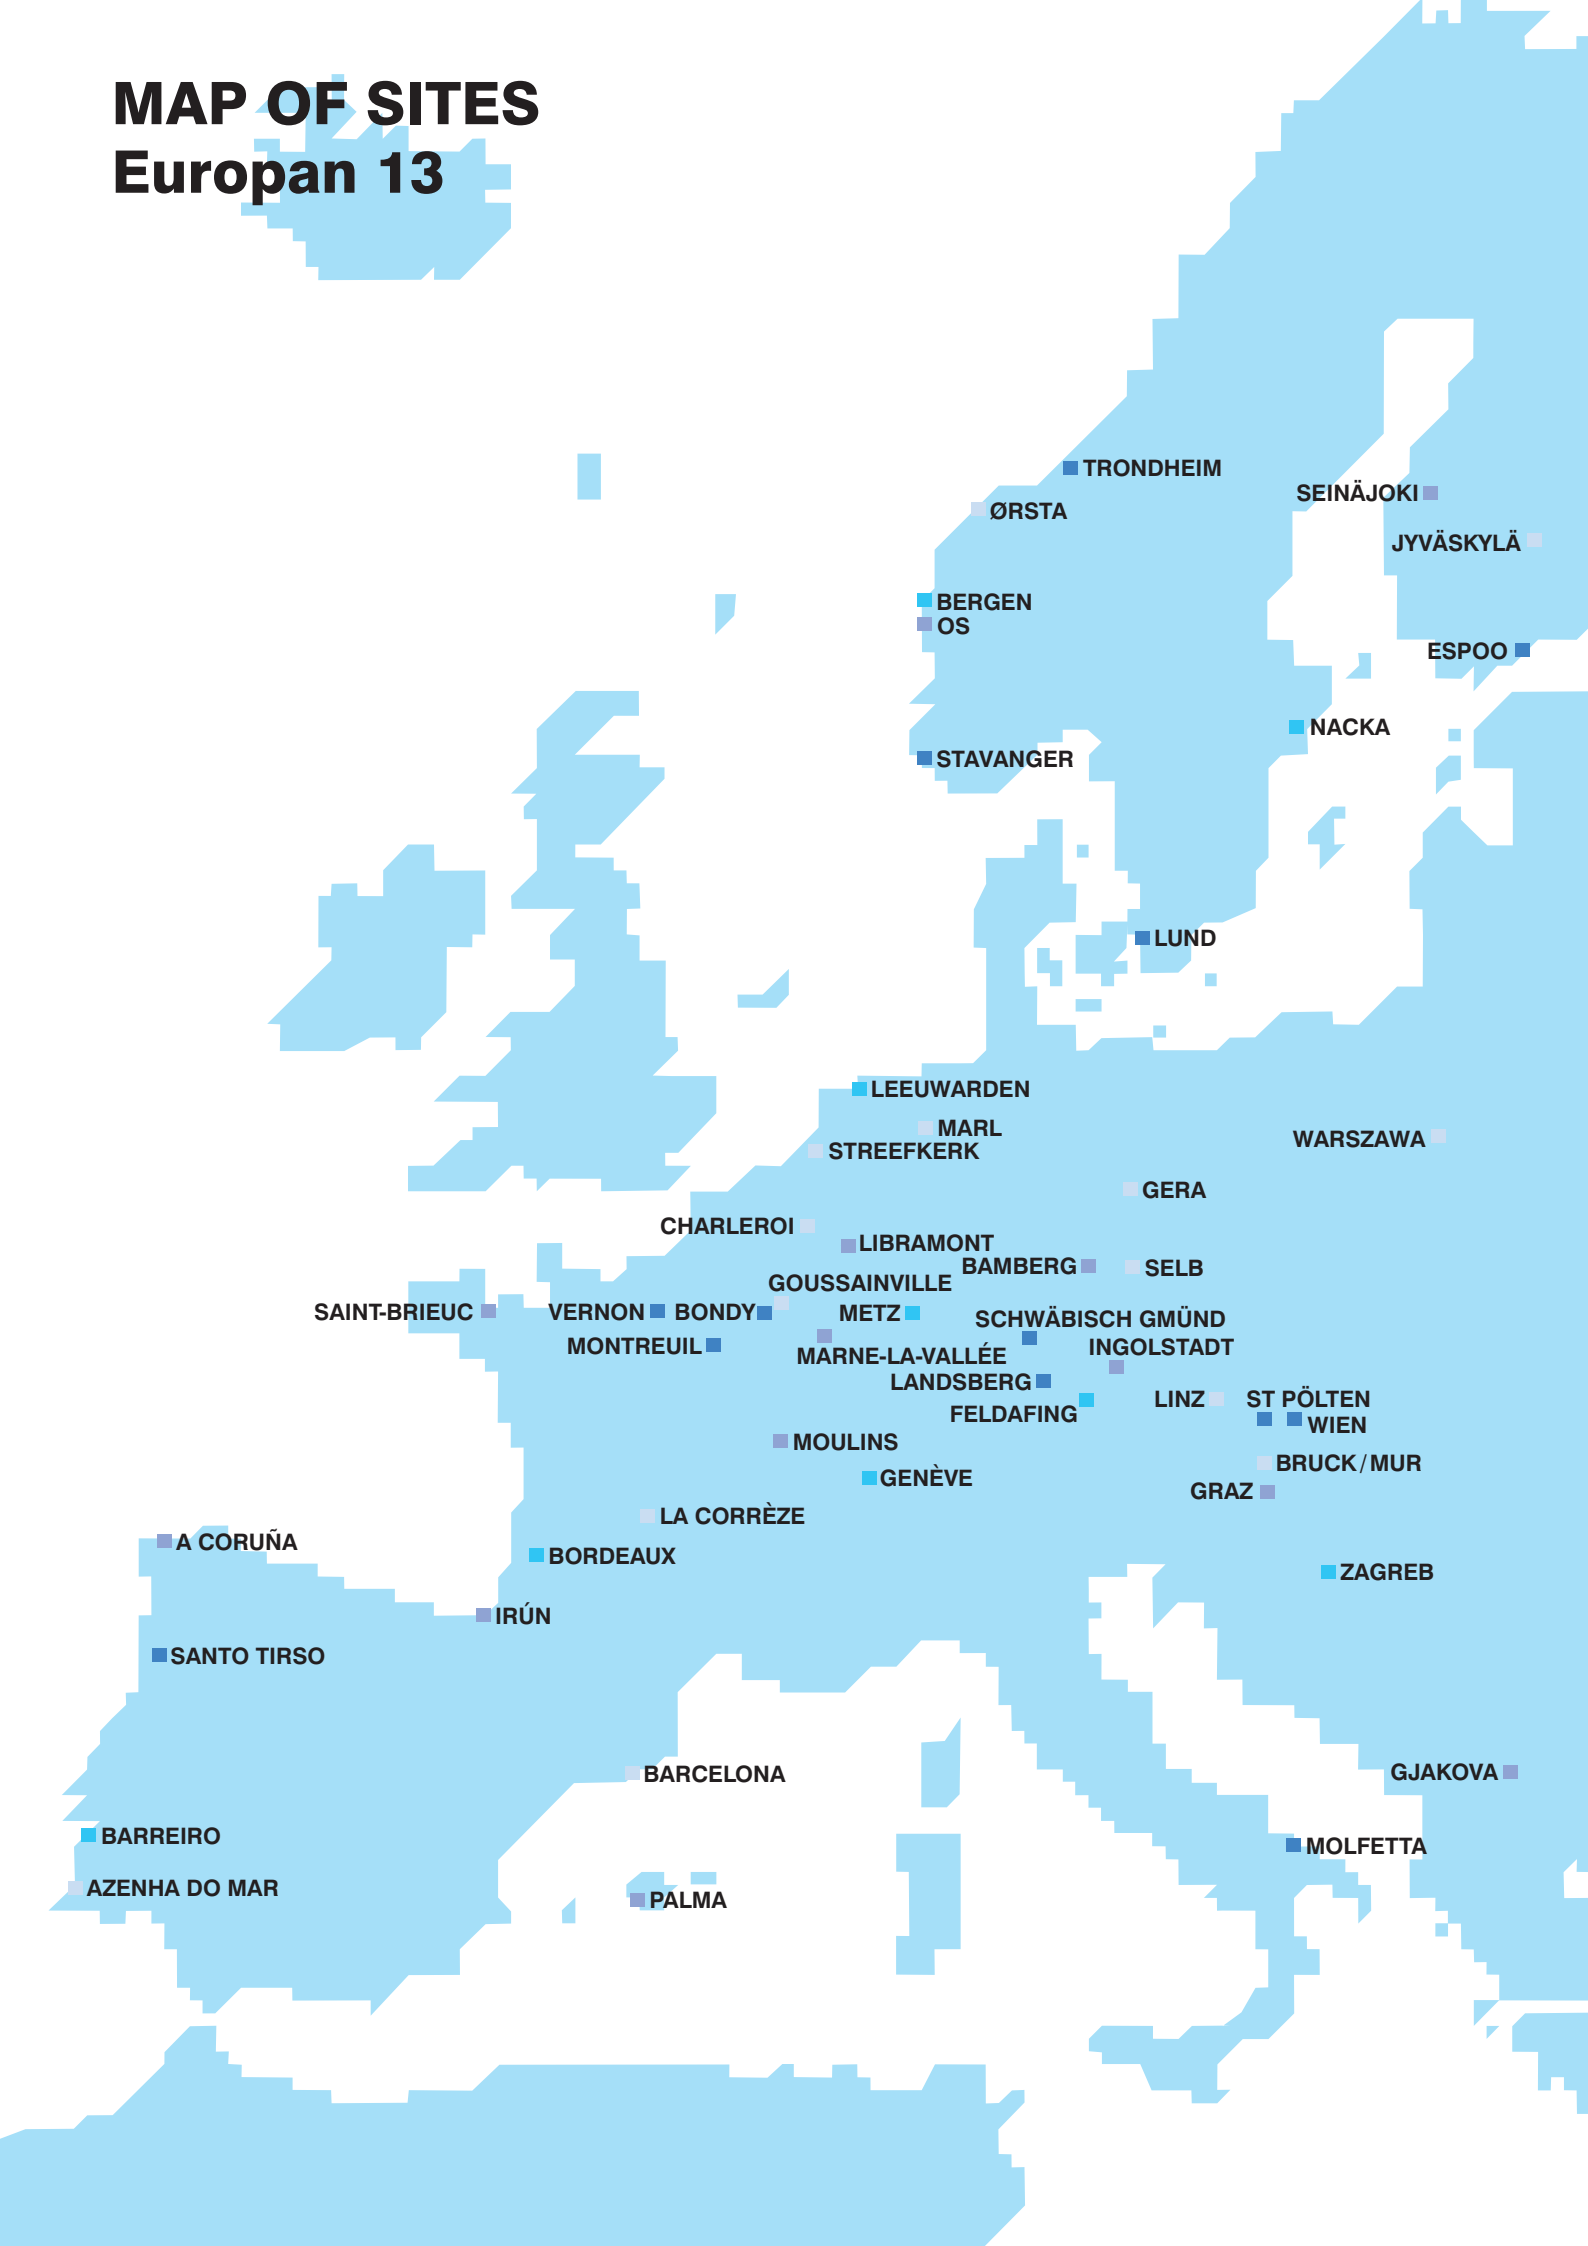 MAP OF SITES
Europan 13
TRONDHEIM
SEINÄJOKI
ØRSTA
JYVÄSKYLÄ
BERGEN
OS
ESPOO
NACKA
STAVANGER
LUND
LEEUWARDEN
MARL
WARSZAWA
STREEFKERK
GERA
CHARLEROI
LIBRAMONT
BAMBERG
SELB
GOUSSAINVILLE
SAINT-BRIEUC
VERNON
BONDY
METZ
SCHWÄBISCH GMÜND
MONTREUIL
INGOLSTADT
MARNE-LA-VALLÉE
LANDSBERG
LINZ
ST PÖLTEN
FELDAFING
WIEN
MOULINS
BRUCK/MUR
GENÈVE
GRAZ
LA CORRÈZE
A CORUÑA
BORDEAUX
ZAGREB
IRÚN
SANTO TIRSO
BARCELONA
GJAKOVA
BARREIRO
MOLFETTA
AZENHA DO MAR
PALMA